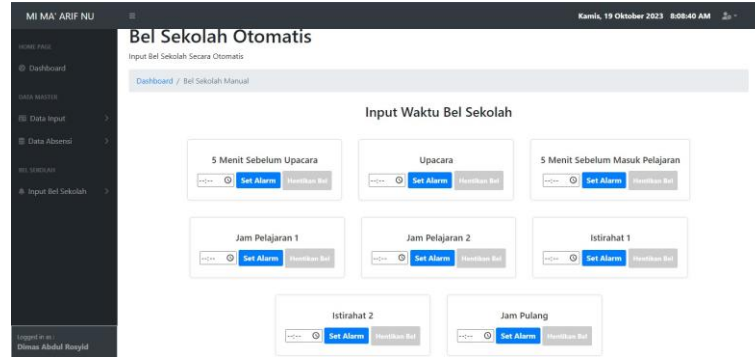 MI MA' ARIF NU
Kamis, 19 Oktober 2023 8:08:40 AM
HOME PAGE
Dashboard
DATA MASTER
Data Input
Data Absensi
BEL SEKOLAH
Input Bel Sekolah
Logged in as :
Dimas Abdul Rosyid
Bel Sekolah Otomatis
Input Bel Sekolah Secara Otomatis
Dashboard / Bel Sekolah Manual
Input Waktu Bel Sekolah
5 Menit Sebelum Upacara
--:-- Set Alarm Hentikan Bel
Upacara
--:-- Set Alarm Hentikan Bel
5 Menit Sebelum Masuk Pelajaran
--:-- Set Alarm Hentikan Bel
Jam Pelajaran 1
--:-- Set Alarm Hentikan Bel
Jam Pelajaran 2
--:-- Set Alarm Hentikan Bel
Istirahat 1
--:-- Set Alarm Hentikan Bel
Istirahat 2
--:-- Set Alarm Hentikan Bel
Jam Pulang
--:-- Set Alarm Hentikan Bel